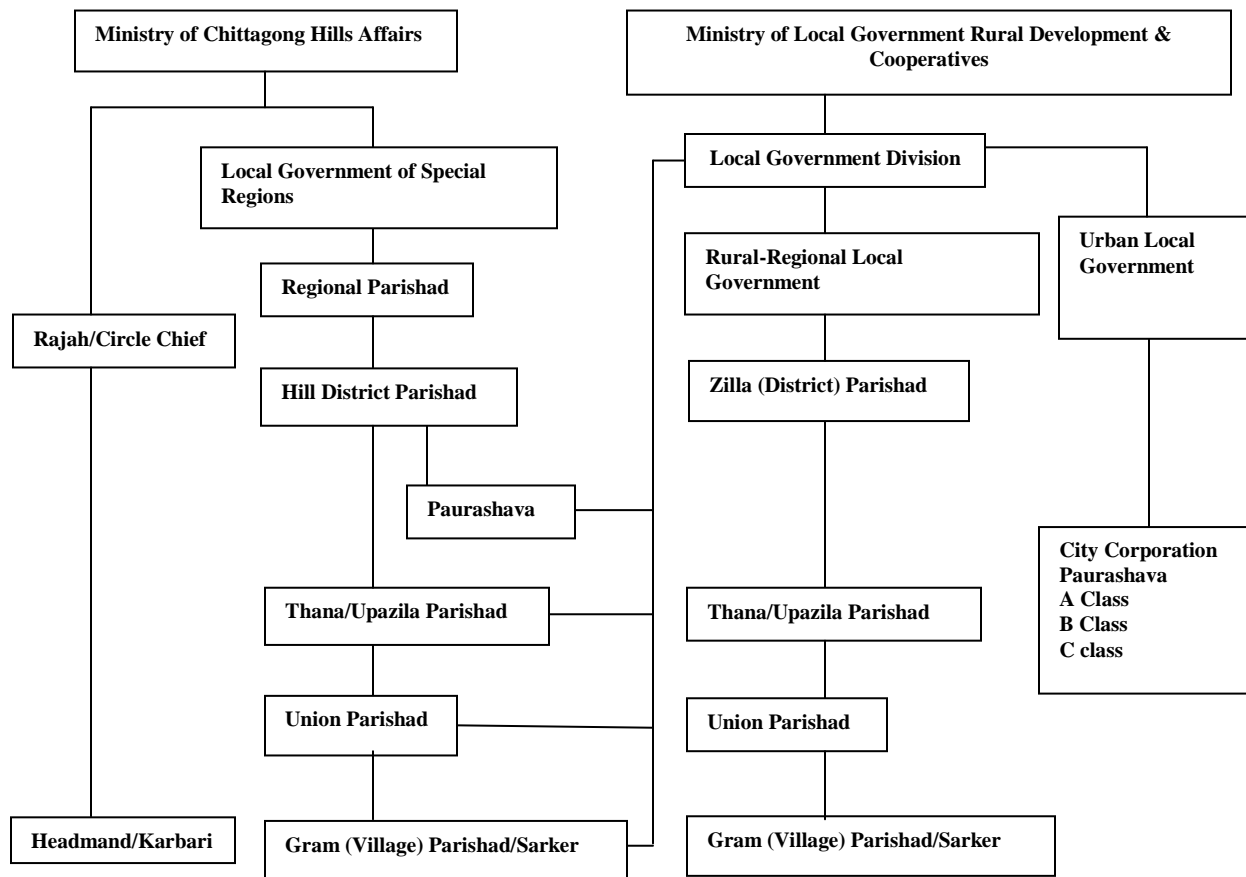 Ministry of Chittagong Hills Affairs
Ministry of Local Government Rural Development &
Cooperatives
Local Government Division
Local Government of Special
Regions
Urban Local
Government
Rural-Regional Local
Government
Regional Parishad
Rajah/Circle Chief
Hill District Parishad
Zilla (District) Parishad
Paurashava
City Corporation
Paurashava
A Class
B Class
C class
Thana/Upazila Parishad
Thana/Upazila Parishad
Union Parishad
Union Parishad
Headmand/Karbari
Gram (Village) Parishad/Sarker
Gram (Village) Parishad/Sarker